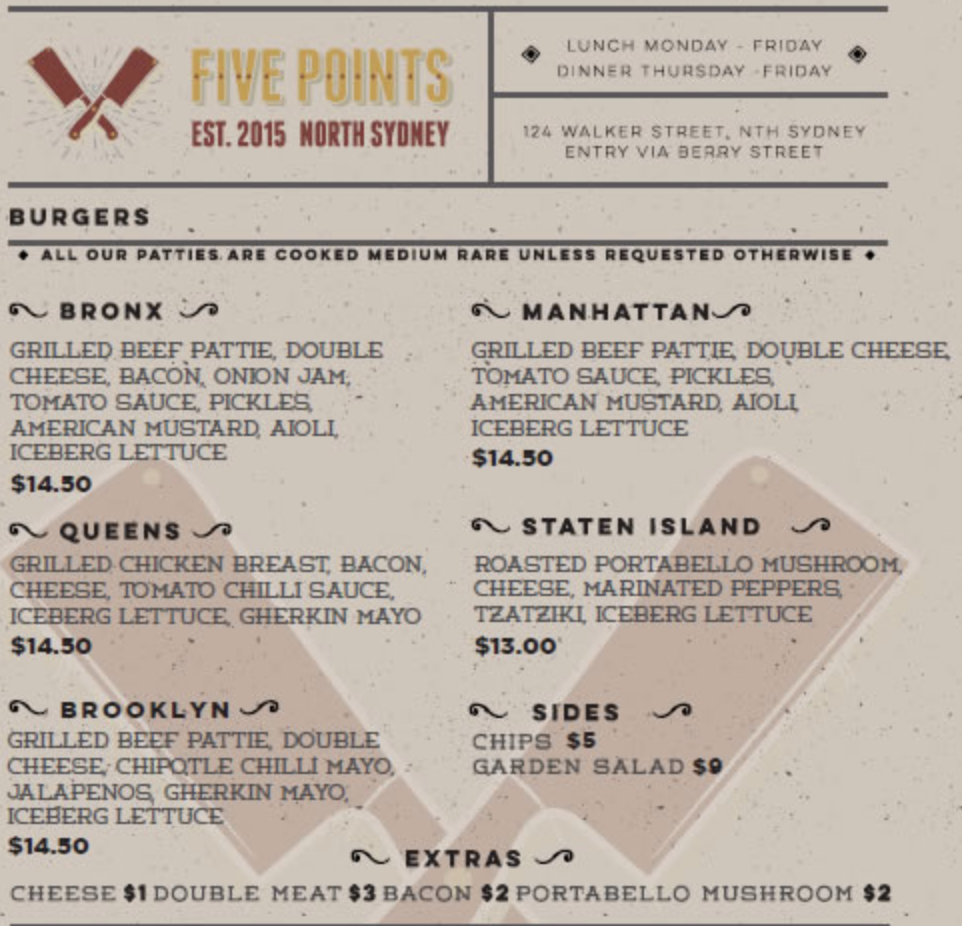 FIVE POINTS
EST. 2015 NORTH SYDNEY
LUNCH MONDAY - FRIDAY
DINNER THURSDAY -FRIDAY
124 WALKER STREET, NTH SYDNEY
ENTRY VIA BERRY STREET
BURGERS
ALL OUR PATTIES ARE COOKED MEDIUM RARE UNLESS REQUESTED OTHERWISE
BRONX
GRILLED BEEF PATTIE, DOUBLE
CHEESE, BACON, ONION JAM,
TOMATO SAUCE, PICKLES,
AMERICAN MUSTARD, AIOLI,
ICEBERG LETTUCE
$14.50
QUEENS
GRILLED CHICKEN BREAST, BACON,
CHEESE, TOMATO CHILLI SAUCE,
ICEBERG LETTUCE, GHERKIN MAYO
$14.50
BROOKLYN
GRILLED BEEF PATTIE, DOUBLE
CHEESE, CHIPOTLE CHILLI MAYO,
JALAPENOS, GHERKIN MAYO,
ICEBERG LETTUCE
$14.50
MANHATTAN
GRILLED BEEF PATTIE, DOUBLE CHEESE,
TOMATO SAUCE, PICKLES,
AMERICAN MUSTARD, AIOLI,
ICEBERG LETTUCE
$14.50
STATEN ISLAND
ROASTED PORTABELLO MUSHROOM,
CHEESE, MARINATED PEPPERS,
TZATZIKI, ICEBERG LETTUCE
$13.00
SIDES
CHIPS $5
GARDEN SALAD $9
EXTRAS
CHEESE $1 DOUBLE MEAT $3 BACON $2 PORTABELLO MUSHROOM $2